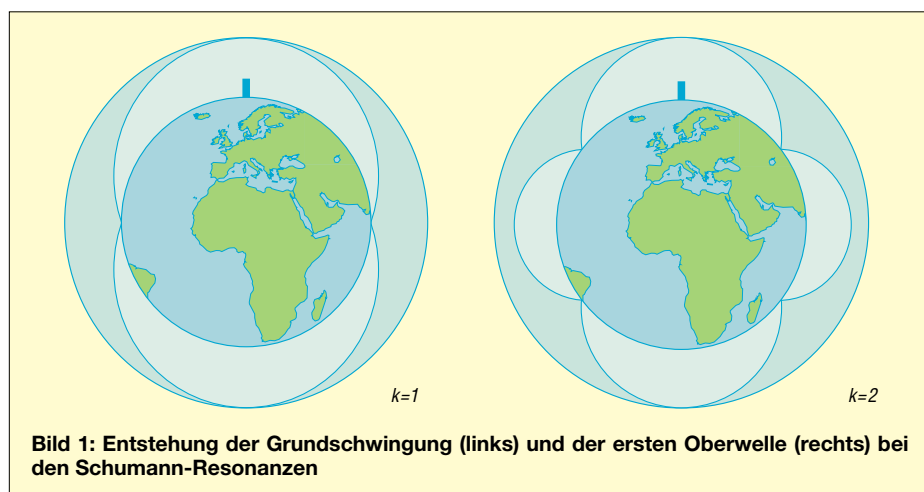 k=1
k=2
Bild 1: Entstehung der Grundschwingung (links) und der ersten Oberwelle (rechts) bei
den Schumann-Resonanzen